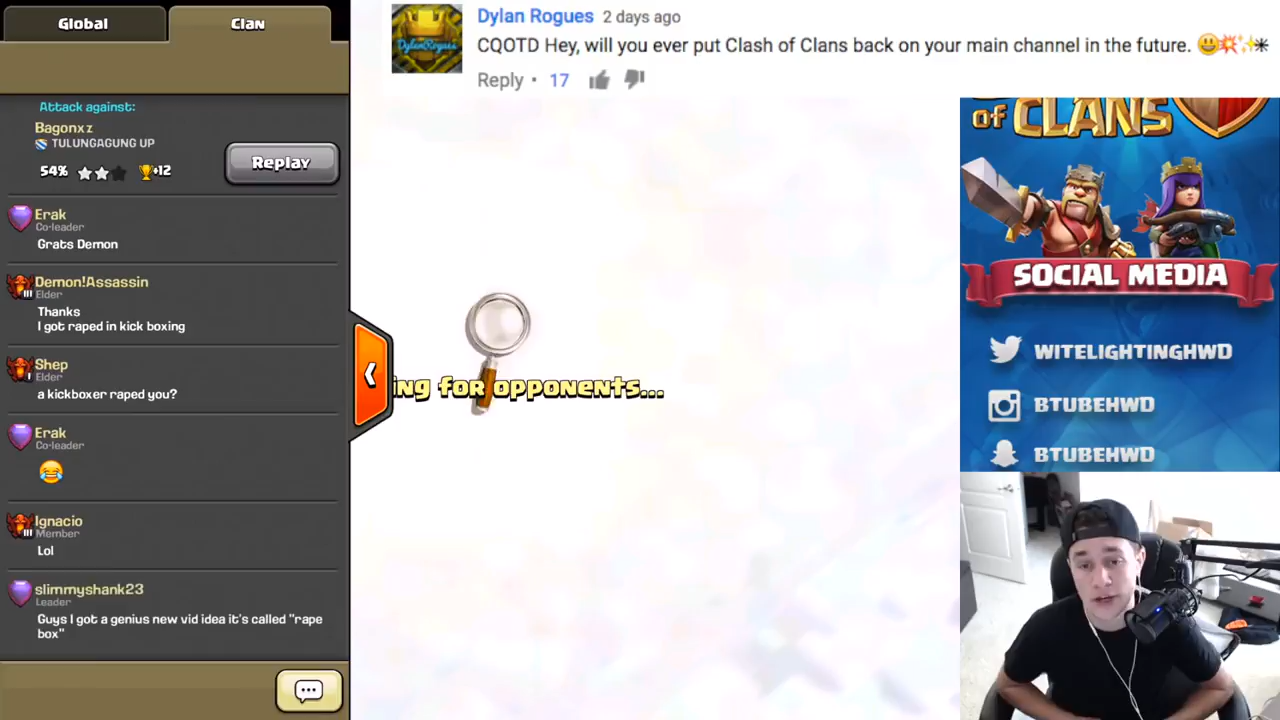 Global
Clan
Attack against:
Bagonxz
TULUNGAGUNG UP
54%
+12
Replay
Erak
Co-leader
Grats Demon
Demon!Assassin
Elder
Thanks
I got raped in kick boxing
Shep
Elder
a kickboxer raped you?
Erak
Co-leader
😂
Ignacio
Member
Lol
slimmyshank23
Leader
Guys I got a genius new vid idea it's called "rape
box"
Dylan Rogues 2 days ago
CQOTD Hey, will you ever put Clash of Clans back on your main channel in the future. 😃💥✨✳
Reply • 17
DylanRogues
ing for opponents...
OF CLANS
SOCIAL MEDIA
WITELIGHTINGHWD
BTUBEHWD
BTUBEHWD